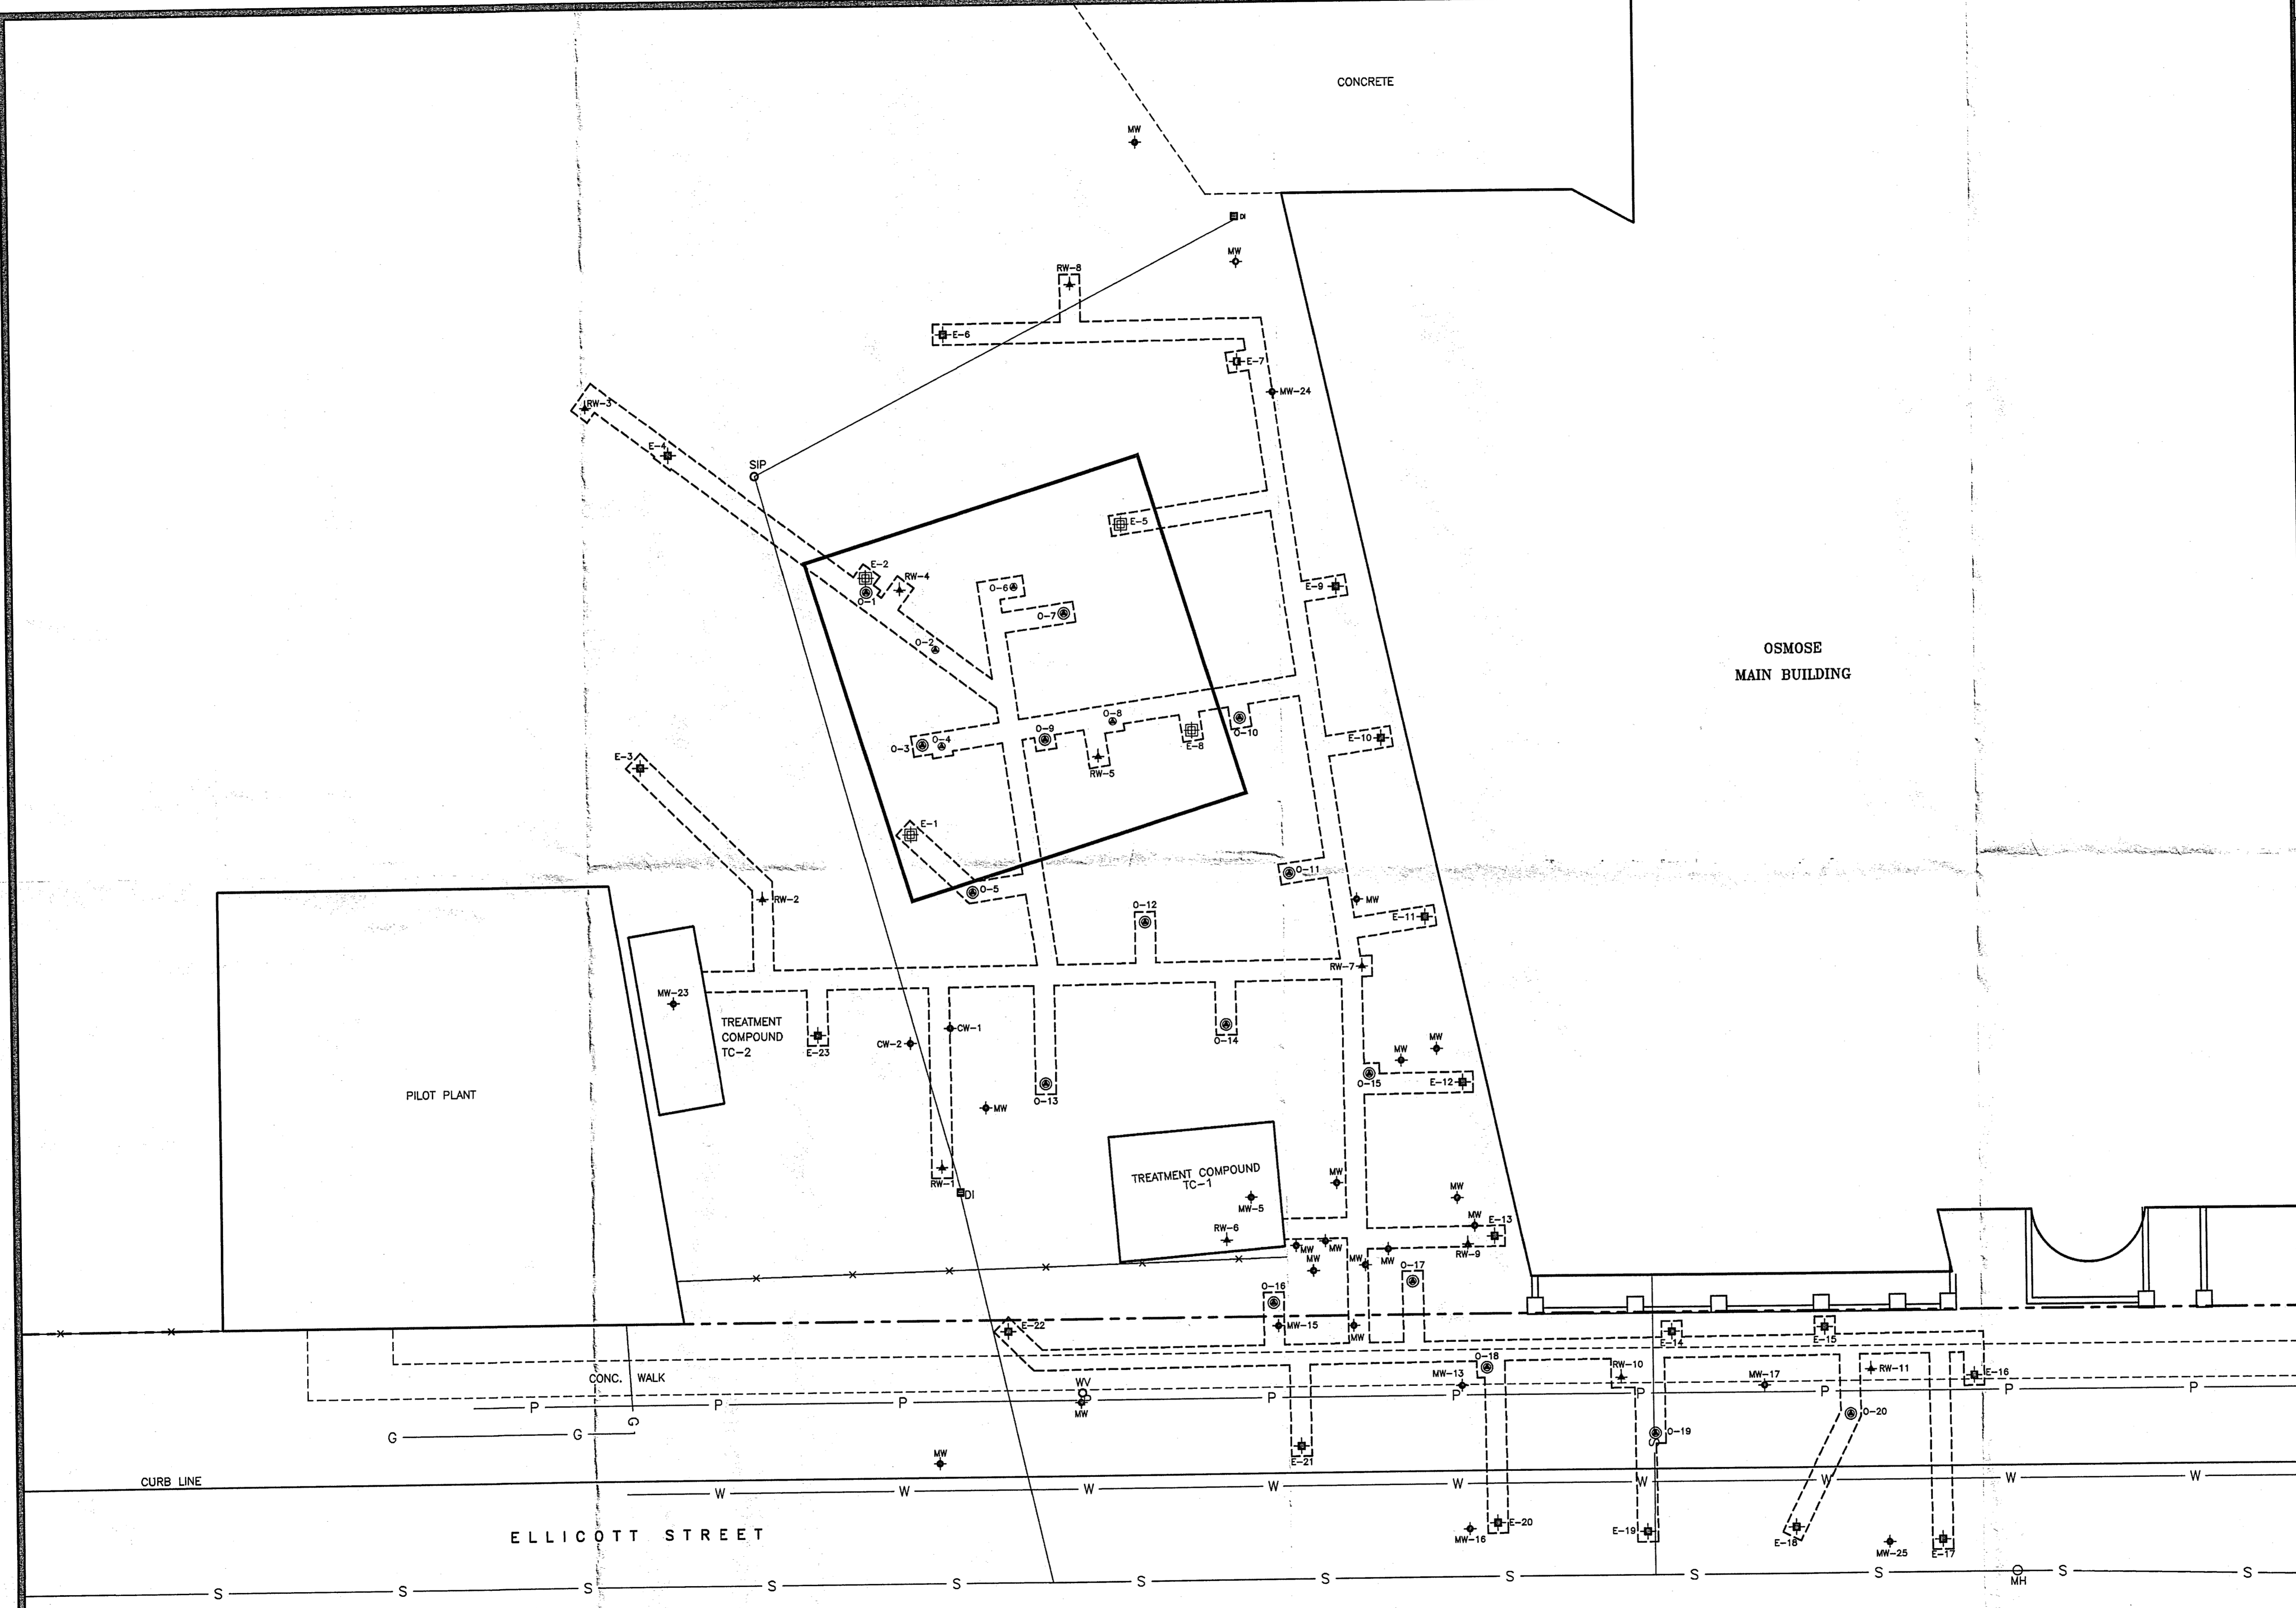 CONCRETE
MW
DI
MW
RW-8
E-6
E-7
MW-24
RW-3
E-4
SIP
E-5
E-2
RW-4
O-1
O-6
O-7
E-9
O-2
OSMOSE
MAIN BUILDING
O-8
O-9
O-3
O-4
E-8
O-10
E-10
RW-5
E-3
E-1
O-5
O-11
RW-2
MW
O-12
E-11
RW-7
MW-23
TREATMENT
COMPOUND
TC-2
E-23
CW-1
CW-2
O-14
MW
MW
O-15
E-12
PILOT PLANT
O-13
MW
TREATMENT COMPOUND
TC-1
RW-1
DI
MW-5
MW
MW
RW-6
MW
E-13
MW
MW
MW
MW
MW
RW-9
O-17
O-16
E-22
MW-15
MW
E-14
E-15
O-18
RW-10
RW-11
E-16
CONC. WALK
WV
MW-13
MW-17
P P P P P P P P P P
MW
G G G
O-20
O-19
S
MW
E-21
CURB LINE
W W W W W W W W W
ELLICOTT STREET
MW-16
E-20
E-19
E-18
MW-25
E-17
S S S S S S S S S S S S
MH